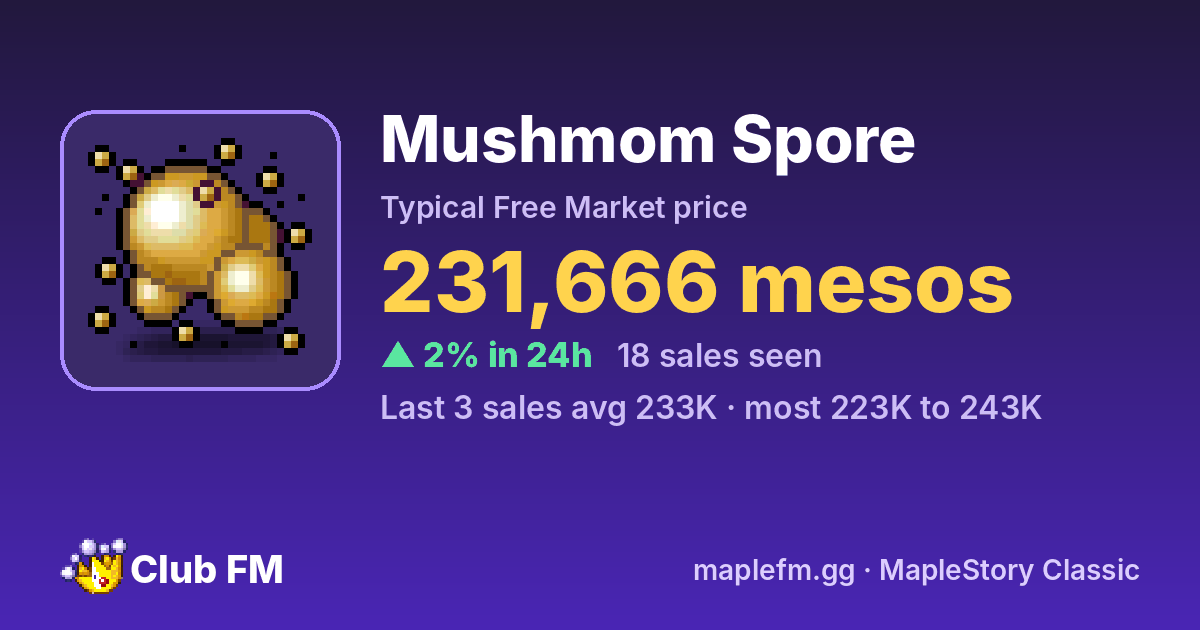 Mushmom Spore
Typical Free Market price
231,666 mesos
▲ 2% in 24h 18 sales seen
Last 3 sales avg 233K · most 223K to 243K
Club FM
maplefm.gg · MapleStory Classic